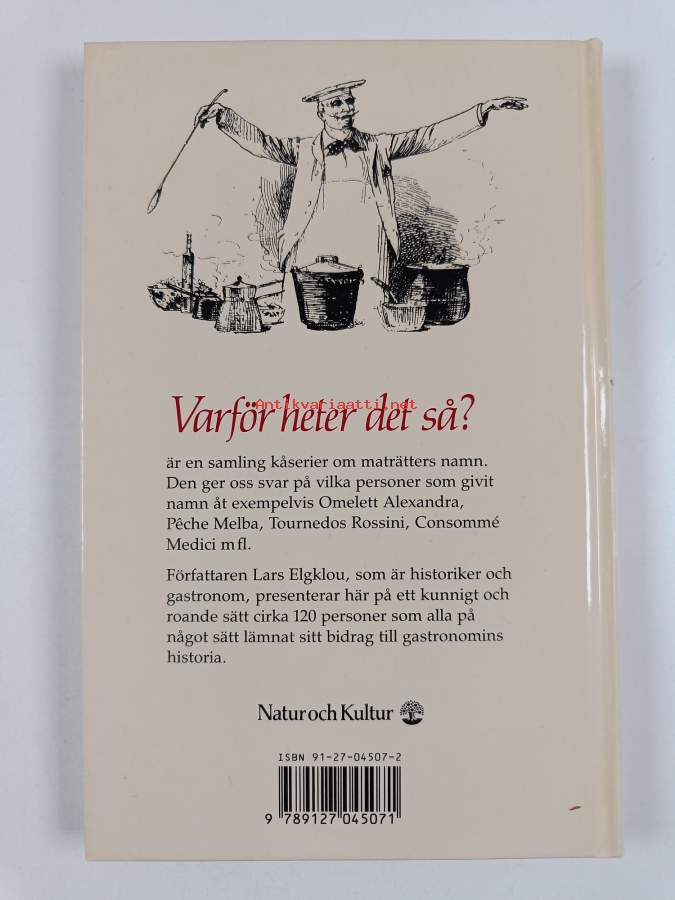 Varför heter det så?
Antikvariaatti.net
är en samling kåserier om maträtters namn.
Den ger oss svar på vilka personer som givit
namn åt exempelvis Omelett Alexandra,
Pêche Melba, Tournedos Rossini, Consommé
Medici mfl.
Författaren Lars Elgklou, som är historiker och
gastronom, presenterar här på ett kunnigt och
roande sätt cirka 120 personer som alla på
något sätt lämnat sitt bidrag till gastronomins
historia.
Natur och Kultur
ISBN 91-27-04507-2
9 789127 045071